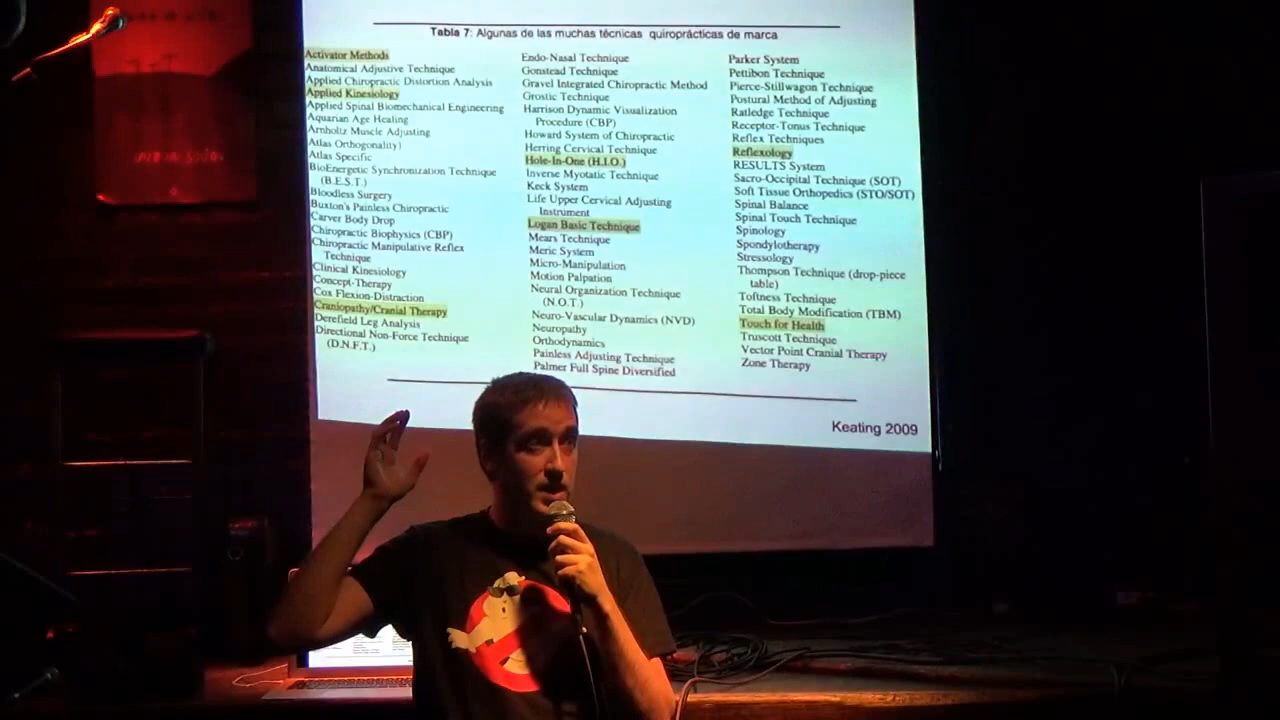 Tabla 7: Algunas de las muchas técnicas quiroprácticas de marca
Activator Methods
Anatomical Adjustive Technique
Applied Chiropractic Distortion Analysis
Applied Kinesiology
Applied Spinal Biomechanical Engineering
Aquarian Age Healing
Arnholtz Muscle Adjusting
Atlas Orthogonality)
Atlas Specific
BioEnergetic Synchronization Technique
(B.E.S.T.)
Bloodless Surgery
Buxton's Painless Chiropractic
Carver Body Drop
Chiropractic Biophysics (CBP)
Chiropractic Manipulative Reflex
Technique
Clinical Kinesiology
Concept-Therapy
Cox Flexion-Distraction
Craniopathy/Cranial Therapy
Derefield Leg Analysis
Directional Non-Force Technique
(D.N.F.T.)
Endo-Nasal Technique
Gonstead Technique
Gravel Integrated Chiropractic Method
Grostic Technique
Harrison Dynamic Visualization
Procedure (CBP)
Howard System of Chiropractic
Herring Cervical Technique
Hole-In-One (H.I.O.)
Inverse Myotatic Technique
Keck System
Life Upper Cervical Adjusting
Instrument
Logan Basic Technique
Mears Technique
Meric System
Micro-Manipulation
Motion Palpation
Neural Organization Technique
(N.O.T.)
Neuro-Vascular Dynamics (NVD)
Neuropathy
Orthodynamics
Painless Adjusting Technique
Palmer Full Spine Diversified
Parker System
Pettibon Technique
Pierce-Stillwagon Technique
Postural Method of Adjusting
Ratledge Technique
Receptor-Tonus Technique
Reflex Techniques
Reflexology
RESULTS System
Sacro-Occipital Technique (SOT)
Soft Tissue Orthopedics (STO/SOT)
Spinal Balance
Spinal Touch Technique
Spinology
Spondylotherapy
Stressology
Thompson Technique (drop-piece
table)
Toftness Technique
Total Body Modification (TBM)
Touch for Health
Truscott Technique
Vector Point Cranial Therapy
Zone Therapy
Keating 2009